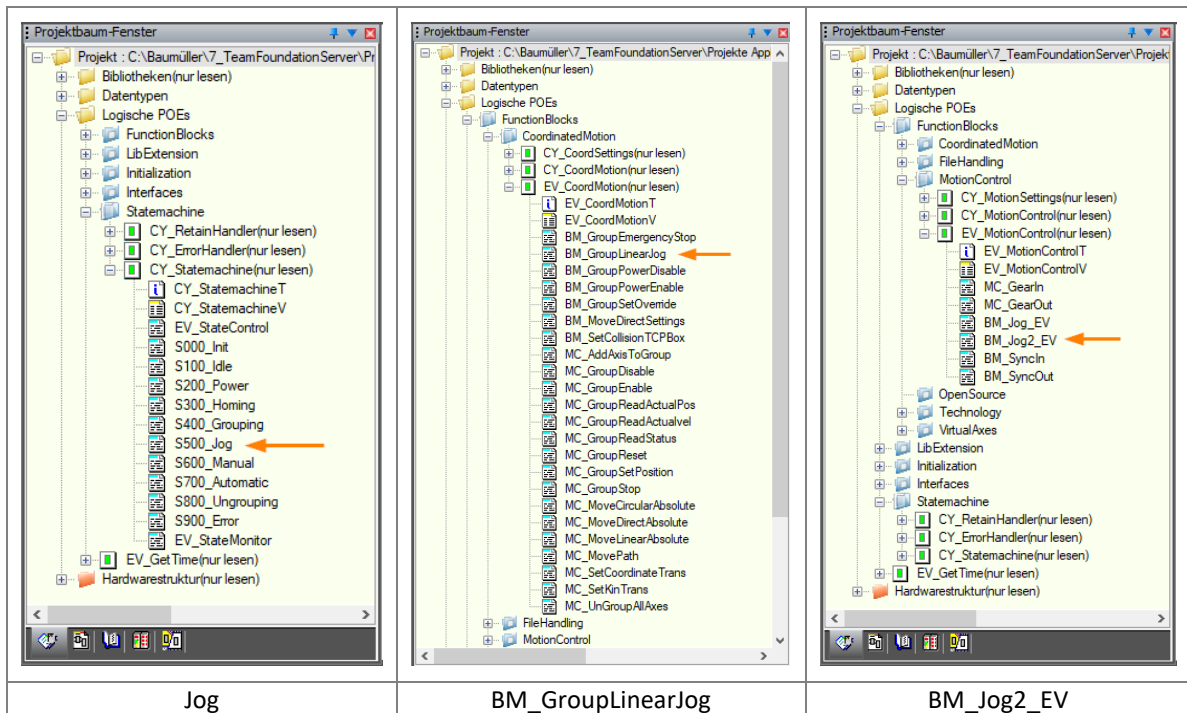 Projektbaum-Fenster
Projekt : C:\Baumüller\7_TeamFoundationServer\Pr
Bibliotheken(nur lesen)
Datentypen
Logische POEs
FunctionBlocks
LibExtension
Initialization
Interfaces
Statemachine
CY_RetainHandler(nur lesen)
CY_ErrorHandler(nur lesen)
CY_Statemachine(nur lesen)
CY_StatemachineT
CY_StatemachineV
EV_StateControl
S000_Init
S100_Idle
S200_Power
S300_Homing
S400_Grouping
S500_Jog
S600_Manual
S700_Automatic
S800_Ungrouping
S900_Error
EV_StateMonitor
EV_GetTime(nur lesen)
Hardwarestruktur(nur lesen)
Jog
Projektbaum-Fenster
Projekt : C:\Baumüller\7_TeamFoundationServer\Projekte App
Bibliotheken(nur lesen)
Datentypen
Logische POEs
FunctionBlocks
CoordinatedMotion
CY_CoordSettings(nur lesen)
CY_CoordMotion(nur lesen)
EV_CoordMotion(nur lesen)
EV_CoordMotionT
EV_CoordMotionV
BM_GroupEmergencyStop
BM_GroupLinearJog
BM_GroupPowerDisable
BM_GroupPowerEnable
BM_GroupSetOverride
BM_MoveDirectSettings
BM_SetCollisionTCPBox
MC_AddAxisToGroup
MC_GroupDisable
MC_GroupEnable
MC_GroupReadActualPos
MC_GroupReadActualvel
MC_GroupReadStatus
MC_GroupReset
MC_GroupSetPosition
MC_GroupStop
MC_MoveCircularAbsolute
MC_MoveDirectAbsolute
MC_MoveLinearAbsolute
MC_MovePath
MC_SetCoordinateTrans
MC_SetKinTrans
MC_UnGroupAllAxes
FileHandling
MotionControl
BM_GroupLinearJog
Projektbaum-Fenster
Projekt : C:\Baumüller\7_TeamFoundationServer\Projek
Bibliotheken(nur lesen)
Datentypen
Logische POEs
FunctionBlocks
CoordinatedMotion
FileHandling
MotionControl
CY_MotionSettings(nur lesen)
CY_MotionControl(nur lesen)
EV_MotionControl(nur lesen)
EV_MotionControlT
EV_MotionControlV
MC_GearIn
MC_GearOut
BM_Jog_EV
BM_Jog2_EV
BM_SyncIn
BM_SyncOut
OpenSource
Technology
VirtualAxes
LibExtension
Initialization
Interfaces
Statemachine
CY_RetainHandler(nur lesen)
CY_ErrorHandler(nur lesen)
CY_Statemachine(nur lesen)
EV_GetTime(nur lesen)
Hardwarestruktur(nur lesen)
BM_Jog2_EV